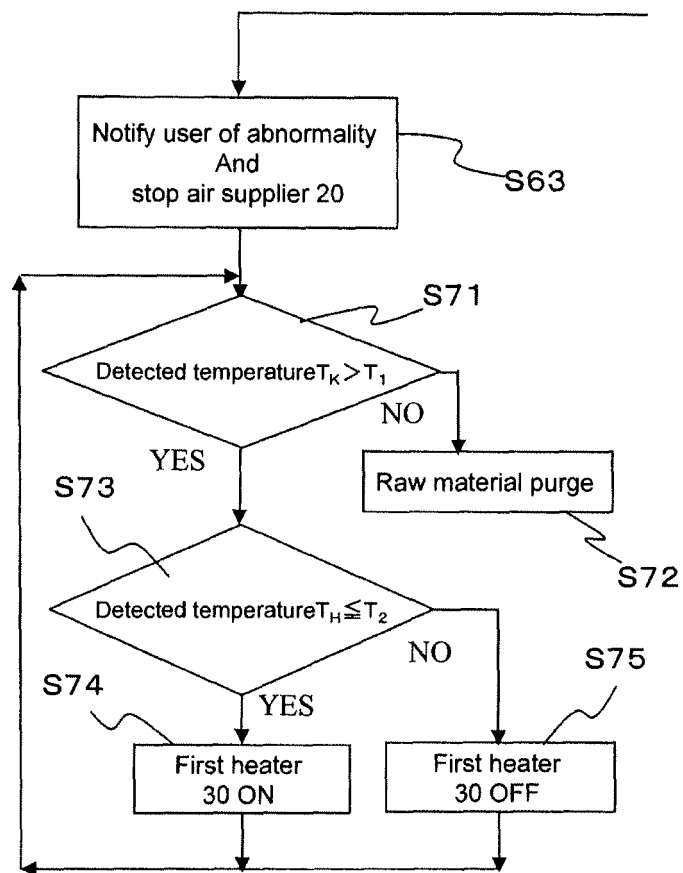 Notify user of abnormality
And
stop air supplier 20
S63
S71
Detected temperatureT_K>T_1
NO
YES
Raw material purge
S73
S72
Detected temperatureT_H≦T_2
NO
S75
S74
YES
First heater
30 ON
First heater
30 OFF